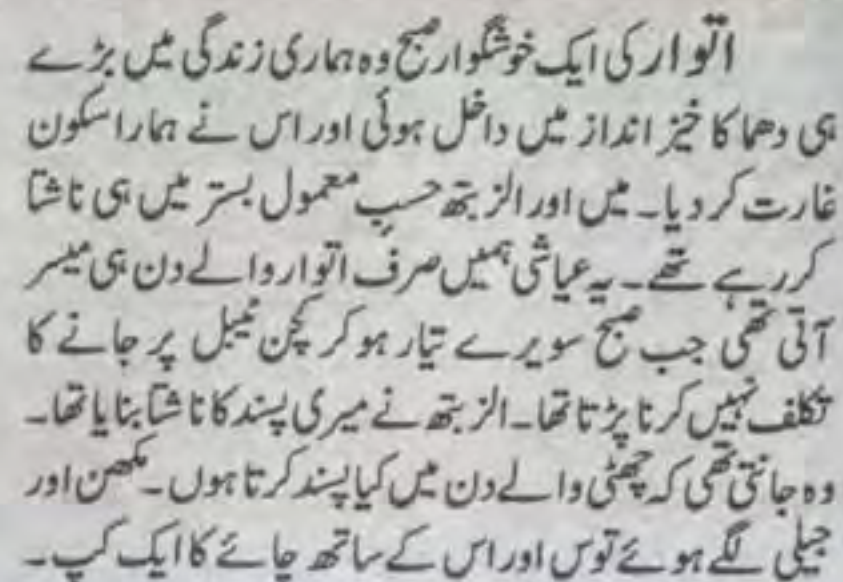 اتوار کی ایک خوشگوار صبح وہ ہماری زندگی میں بڑے
ہی دھماکا خیز انداز میں داخل ہوئی اور اس نے ہمارا سکون
غارت کر دیا۔ میں اور الزبتھ حسبِ معمول بستر میں ہی ناشتا
کر رہے تھے۔ یہ عیاشی ہمیں صرف اتوار والے دن ہی میسر
آتی تھی جب صبح سویرے تیار ہو کر کچن ٹیبل پر جانے کا
تکلف نہیں کرنا پڑتا تھا۔ الزبتھ نے میری پسند کا ناشتا بنایا تھا۔
وہ جانتی تھی کہ چھٹی والے دن میں کیا پسند کرتا ہوں۔ مکھن اور
جیلی لگے ہوئے توس اور اس کے ساتھ چائے کا ایک کپ۔